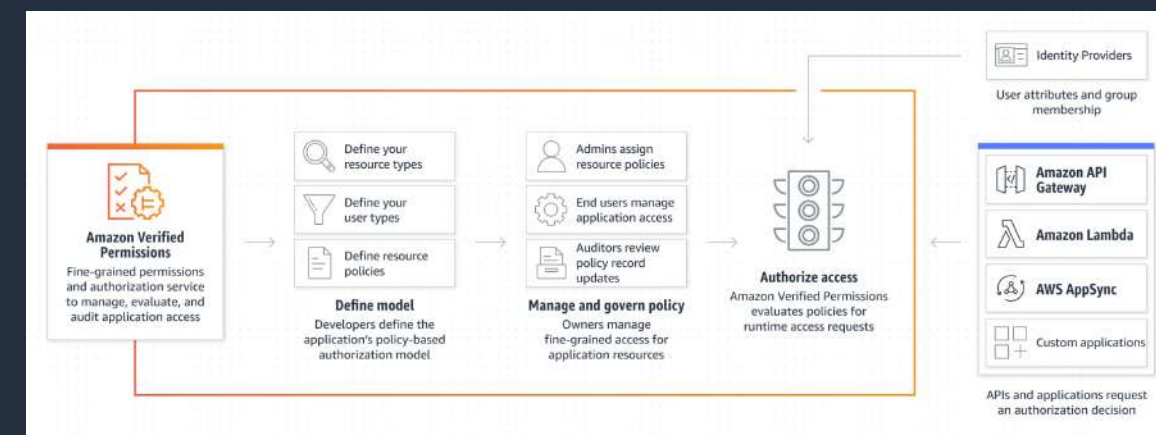 Amazon Verified
Permissions
Fine-grained permissions
and authorization service
to manage, evaluate, and
audit application access
Define your
resource types
Define your
user types
Define resource
policies
Define model
Developers define the
application's policy-based
authorization model
Admins assign
resource policies
End users manage
application access
Auditors review
policy record
updates
Manage and govern policy
Owners manage
fine-grained access for
application resources
Authorize access
Amazon Verified Permissions
evaluates policies for
runtime access requests
Identity Providers
User attributes and group
membership
Amazon API
Gateway
Amazon Lambda
AWS AppSync
Custom applications
APIs and applications request
an authorization decision